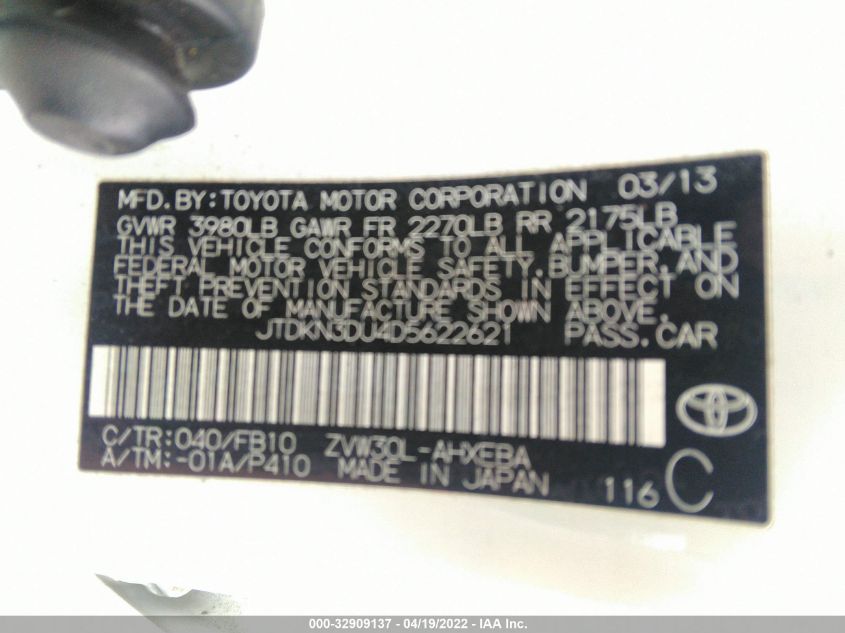 MFD.BY:TOYOTA MOTOR CORPORATION 03/13
GVWR 3980LB GAWR FR 2270LB RR 2175LB
THIS VEHICLE CONFORMS TO ALL APPLICABLE
FEDERAL MOTOR VEHICLE SAFETY,BUMPER,AND
THEFT PREVENTION STANDARDS IN EFFECT ON
THE DATE OF MANUFACTURE SHOWN ABOVE.
JTDKN3DU4D5622621 PASS.CAR
C/TR:040/FB10 ZVW30L-AHXEBA
A/TM:-01A/P410 MADE IN JAPAN 116 C
000-32909137 - 04/19/2022 - IAA Inc.